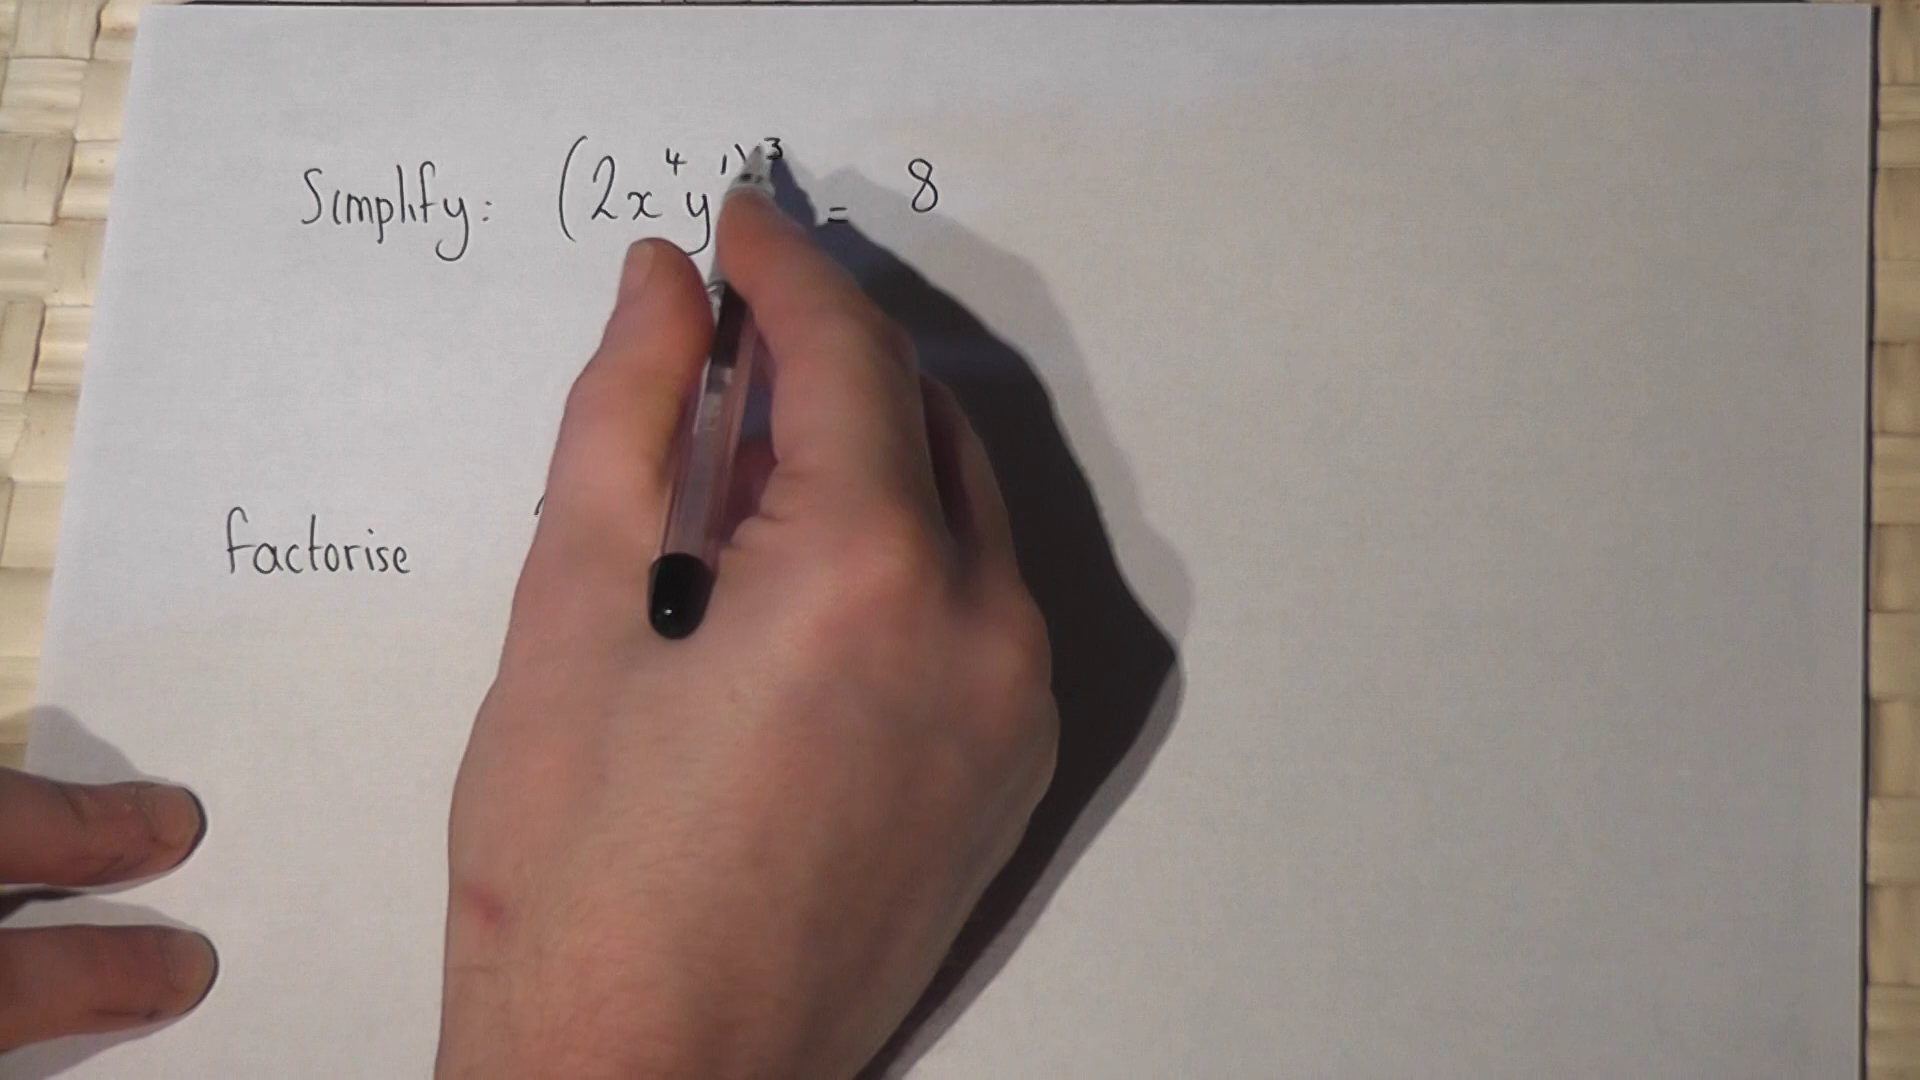 Simplify: (2x⁴y¹)³ = 8
factorise